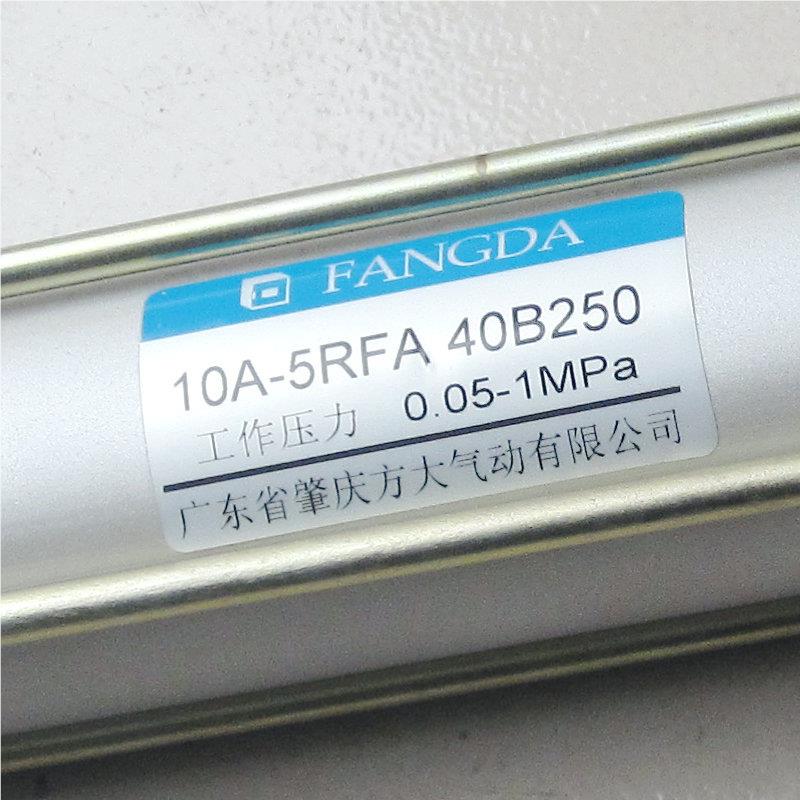 FANGDA
10A-5RFA 40B250
工作压力 0.05-1MPa
广东省肇庆方大气动有限公司